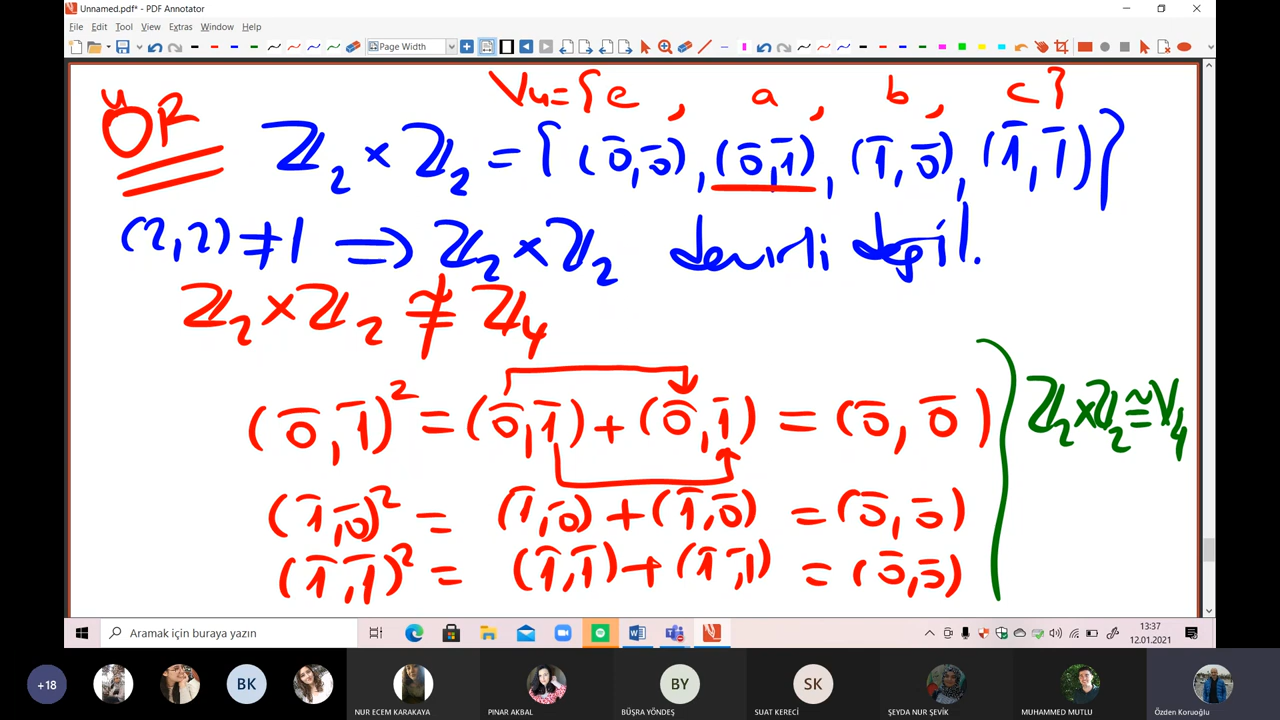 Unnamed.pdf* - PDF Annotator
File Edit Tool View Extras Window Help
Page Width
V₄ = { e , a , b , c }
ÖR
ℤ₂ × ℤ₂ = { (0̄,0̄), (0̄,1̄), (1̄,0̄), (1̄,1̄) }
(2,2) ≠ 1 ⟹ ℤ₂ × ℤ₂ devirli değil.
ℤ₂ × ℤ₂ ≇ ℤ₄
(0̄,1̄)² = (0̄,1̄) + (0̄,1̄) = (0̄,0̄)
ℤ₂ × ℤ₂ ≅ V₄
(1̄,0̄)² = (1̄,0̄) + (1̄,0̄) = (0̄,0̄)
(1̄,1̄)² = (1̄,1̄) + (1̄,1̄) = (0̄,0̄)
Aramak için buraya yazın
13:37
12.01.2021
+18
BK
BY
SK
NUR ECEM KARAKAYA
PINAR AKBAL
BÜŞRA YÖNDEŞ
SUAT KERECİ
ŞEYDA NUR ŞEVİK
MUHAMMED MUTLU
Özden Koruoğlu